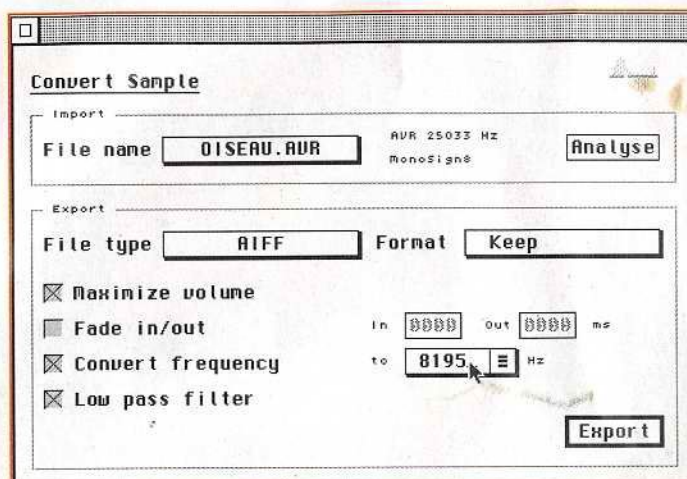 Convert Sample
Import
File name OISEAU.AVR AVR 25033 Hz Analyse
MonoSign8
Export
File type AIFF Format Keep
Maximize volume
Fade in/out In 0000 Out 0000 ms
Convert frequency to 8195 Hz
Low pass filter
Export